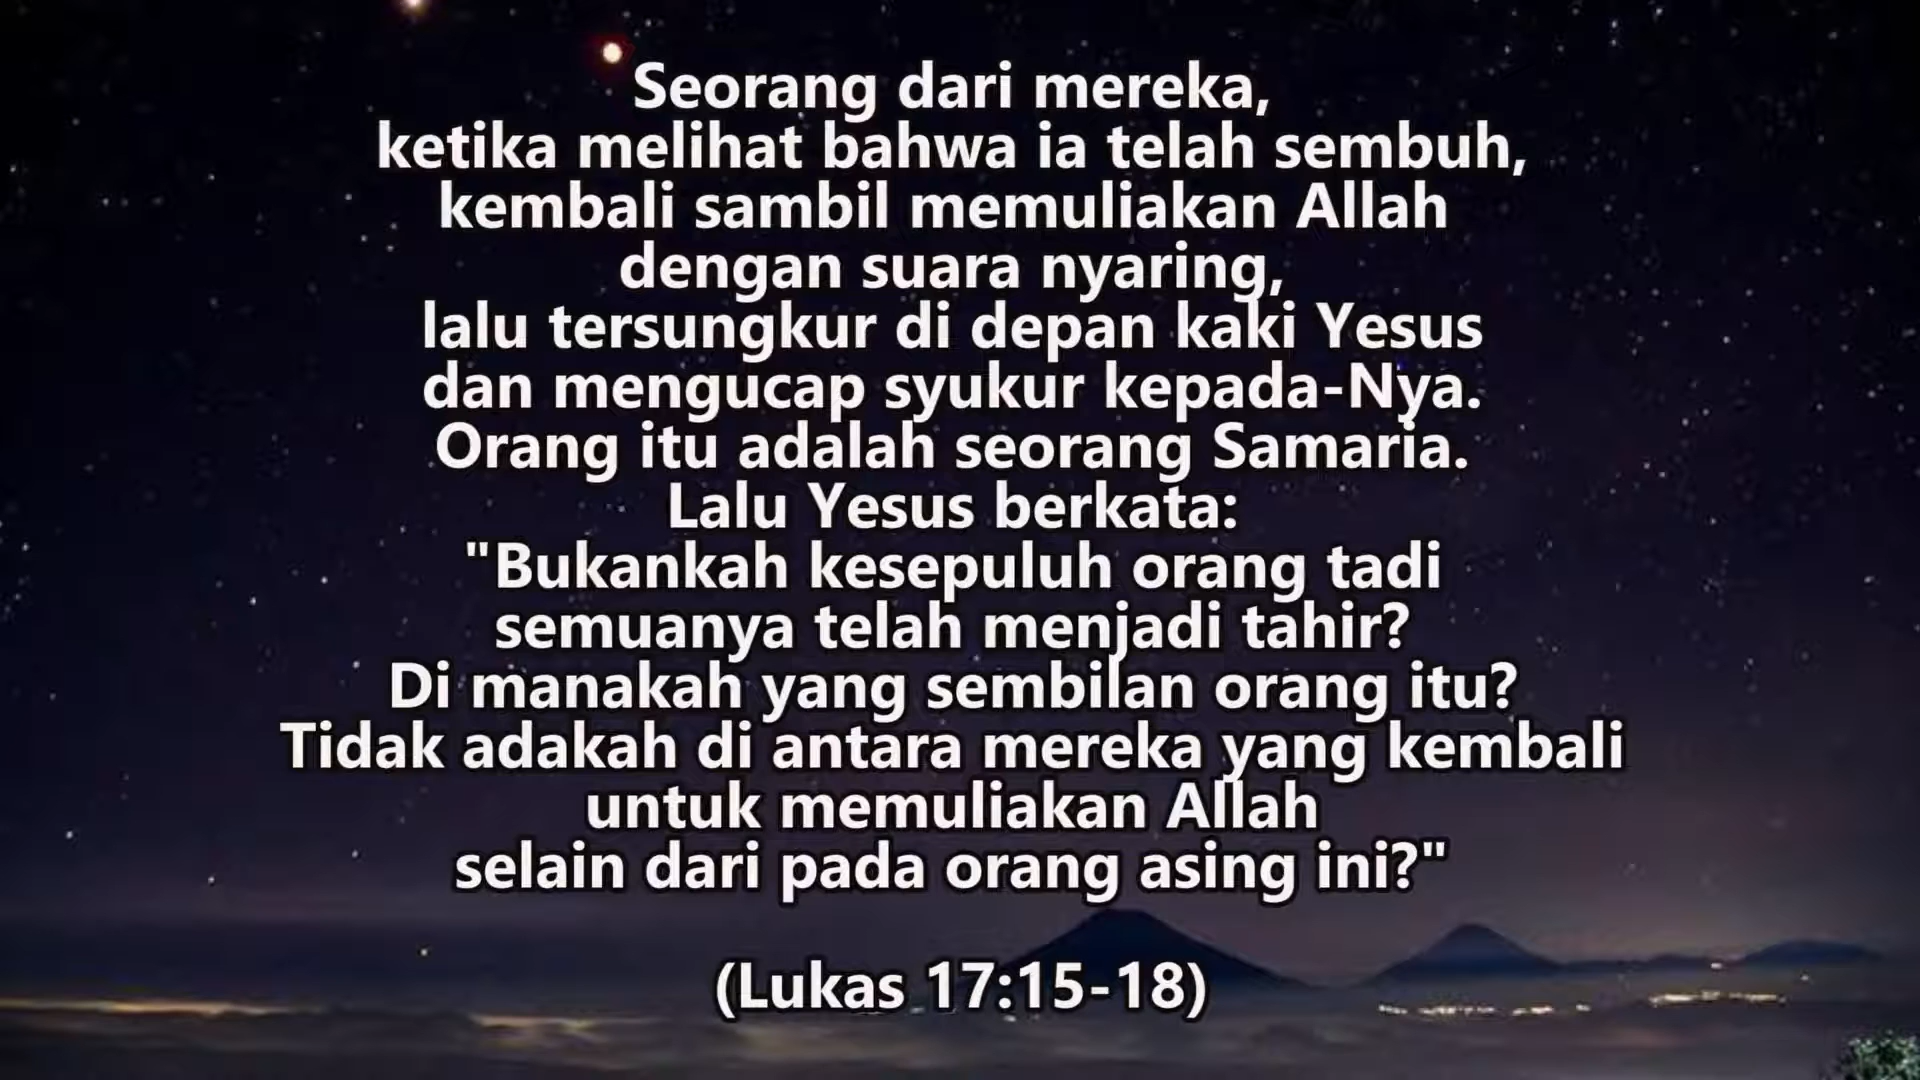 Seorang dari mereka,
ketika melihat bahwa ia telah sembuh,
kembali sambil memuliakan Allah
dengan suara nyaring,
lalu tersungkur di depan kaki Yesus
dan mengucap syukur kepada-Nya.
Orang itu adalah seorang Samaria.
Lalu Yesus berkata:
"Bukankah kesepuluh orang tadi
semuanya telah menjadi tahir?
Di manakah yang sembilan orang itu?
Tidak adakah di antara mereka yang kembali
untuk memuliakan Allah
selain dari pada orang asing ini?"
(Lukas 17:15-18)